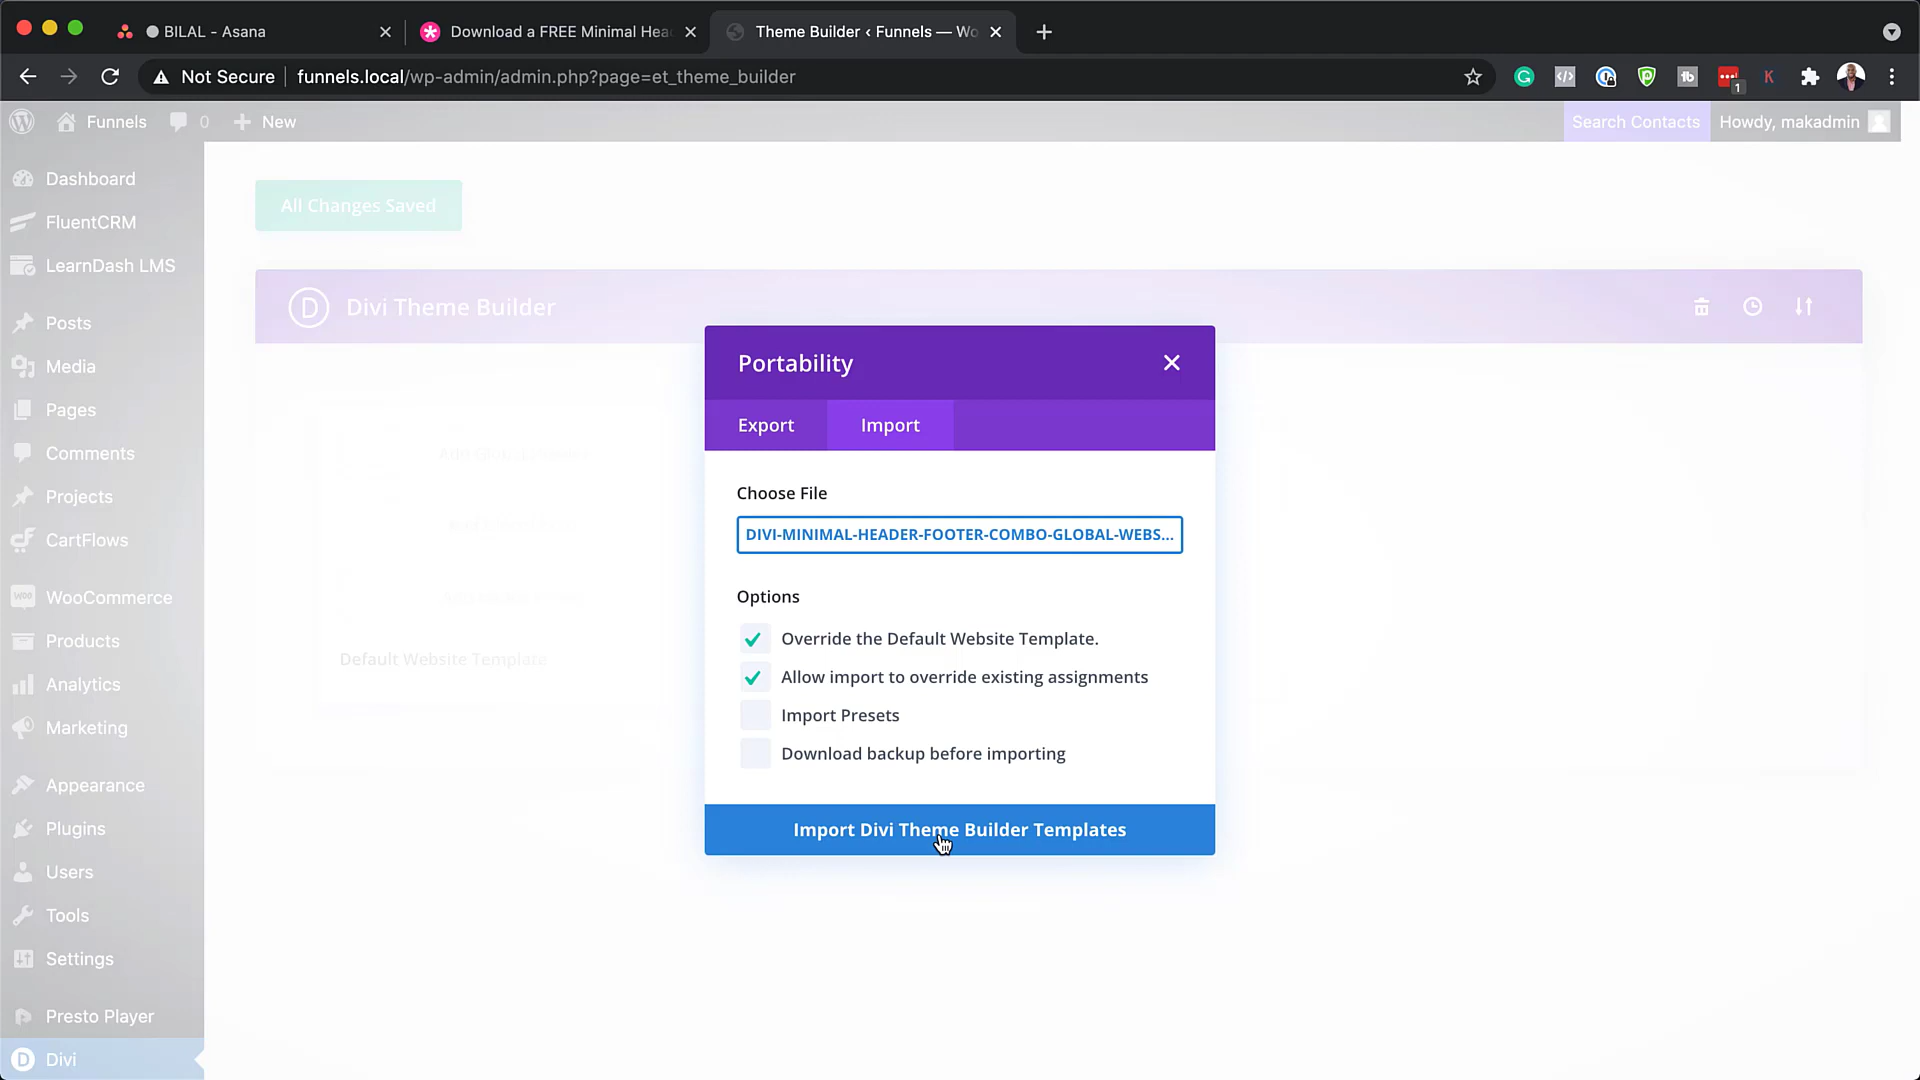 BILAL - Asana
Download a FREE Minimal Hea
Theme Builder ‹ Funnels — Wo
Not Secure
funnels.local/wp-admin/admin.php?page=et_theme_builder
1
Funnels
0
New
Search Contacts
Howdy, makadmin
Dashboard
FluentCRM
LearnDash LMS
Posts
Media
Pages
Comments
Projects
CartFlows
WooCommerce
Products
Analytics
Marketing
Appearance
Plugins
Users
Tools
Settings
Presto Player
Divi
All Changes Saved
D
Divi Theme Builder
Add Global Header
Default Website Template
Portability
Export
Import
Choose File
DIVI-MINIMAL-HEADER-FOOTER-COMBO-GLOBAL-WEBS...
Options
Override the Default Website Template.
Allow import to override existing assignments
Import Presets
Download backup before importing
Import Divi Theme Builder Templates